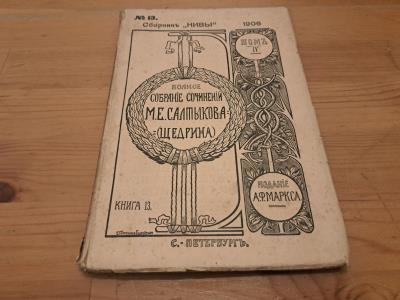 № 13.
Сборникъ „НИВЫ"
1906
ТОМЪ
IV
ПОЛНОЕ
СОБРАНІЕ СОЧИНЕНІЙ
М.Е. САЛТЫКОВА-
(ЩЕДРИНА)
ИЗДАНІЕ
А.Ф. МАРКСА
КНИГА 13.
С.-ПЕТЕРБУРГЪ.